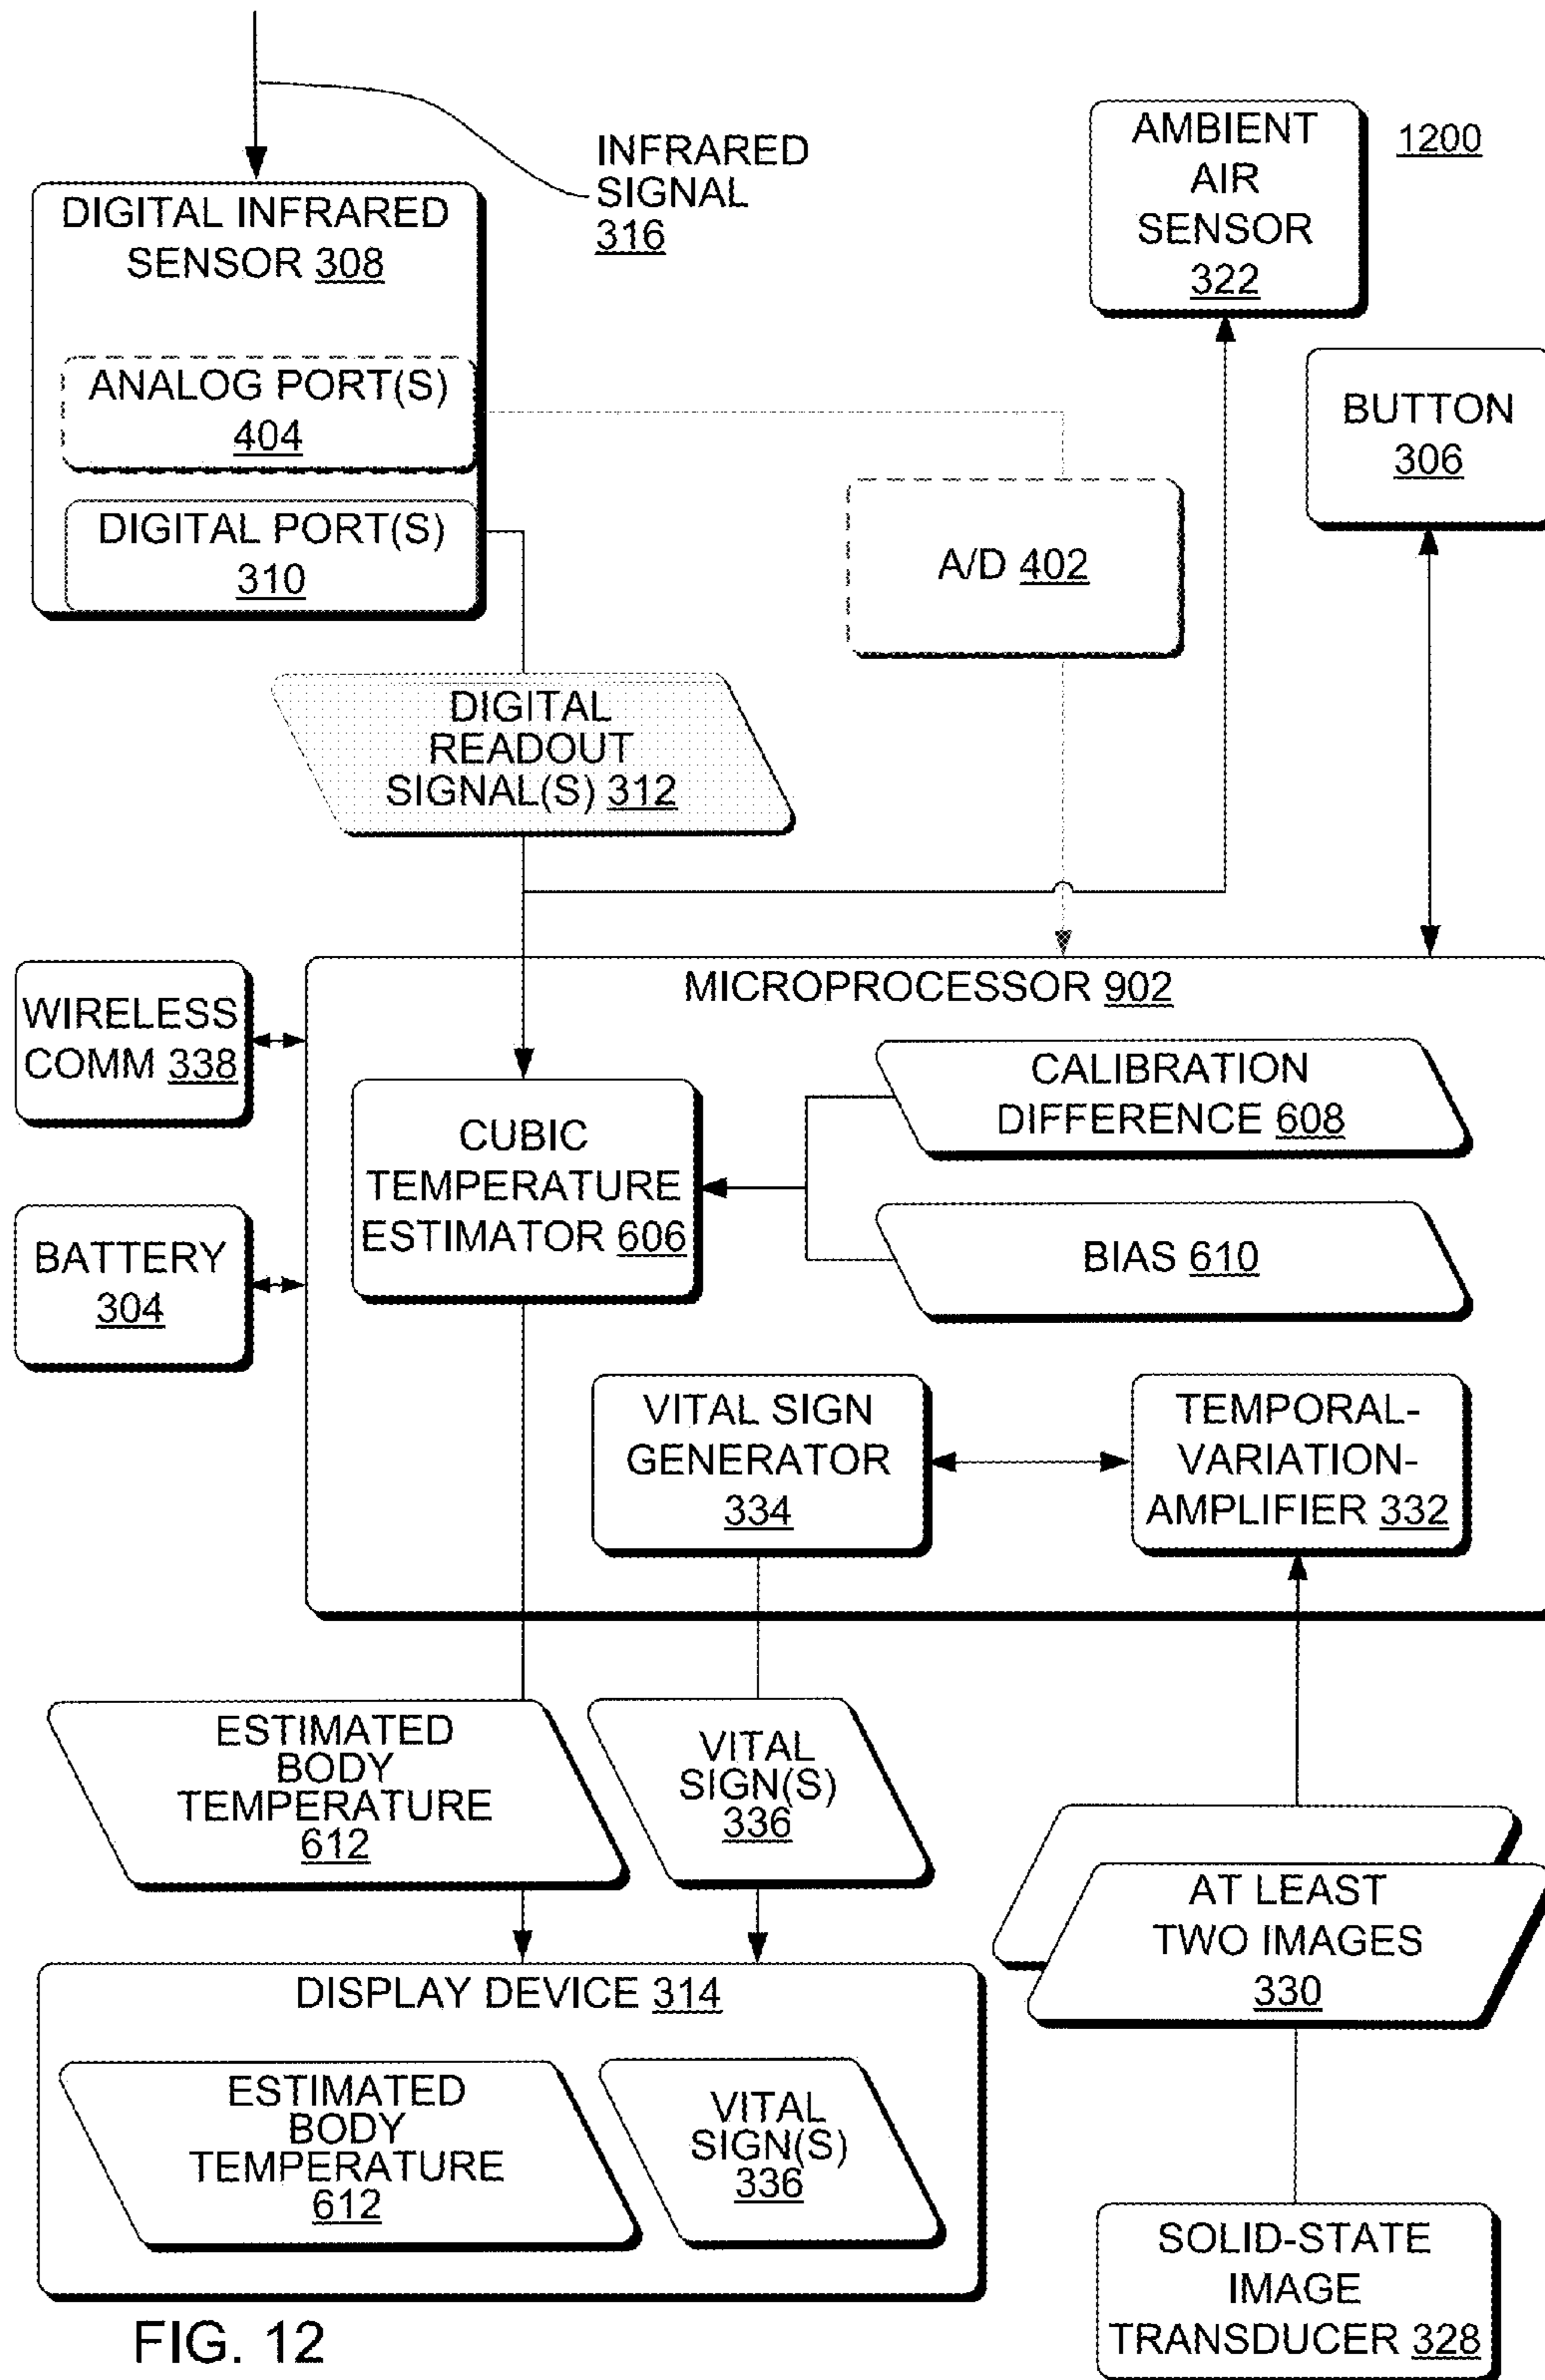 INFRARED
SIGNAL
316
AMBIENT
AIR
SENSOR
322
1200
DIGITAL INFRARED
SENSOR 308
ANALOG PORT(S)
404
DIGITAL PORT(S)
310
BUTTON
306
A/D 402
DIGITAL
READOUT
SIGNAL(S) 312
MICROPROCESSOR 902
WIRELESS
COMM 338
BATTERY
304
CUBIC
TEMPERATURE
ESTIMATOR 606
CALIBRATION
DIFFERENCE 608
BIAS 610
VITAL SIGN
GENERATOR
334
TEMPORAL-
VARIATION-
AMPLIFIER 332
ESTIMATED
BODY
TEMPERATURE
612
VITAL
SIGN(S)
336
AT LEAST
TWO IMAGES
330
DISPLAY DEVICE 314
ESTIMATED
BODY
TEMPERATURE
612
VITAL
SIGN(S)
336
SOLID-STATE
IMAGE
TRANSDUCER 328
FIG. 12